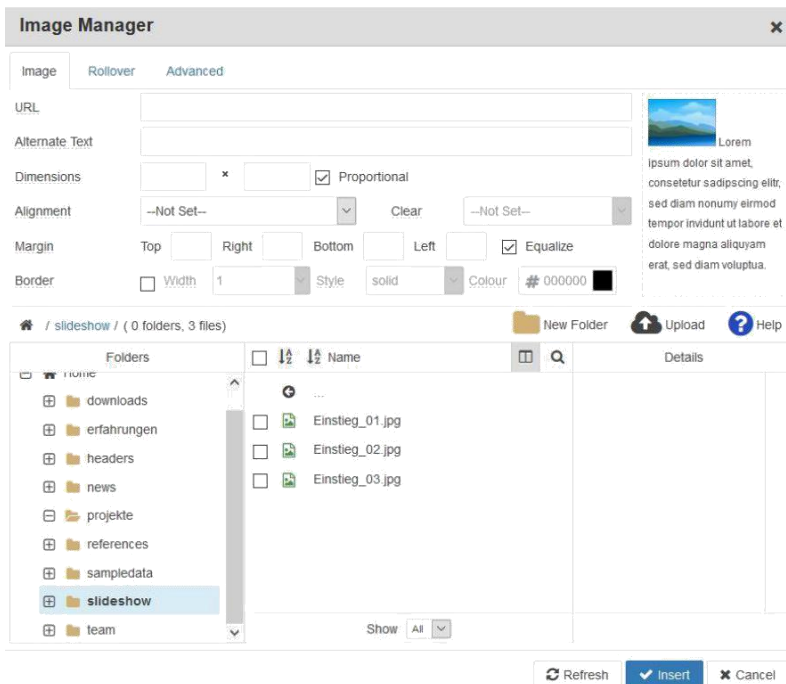 Image Manager
Image Rollover Advanced
URL
Alternate Text
Dimensions × Proportional
Alignment --Not Set-- Clear --Not Set--
Margin Top Right Bottom Left Equalize
Border Width 1 Style solid Colour # 000000
Lorem
ipsum dolor sit amet,
consetetur sadipscing elitr,
sed diam nonumy eirmod
tempor invidunt ut labore et
dolore magna aliquyam
erat, sed diam voluptua.
/ slideshow / ( 0 folders, 3 files) New Folder Upload ? Help
Folders Name Details
Home
downloads
erfahrungen
headers
news
projekte
references
sampledata
slideshow
team
...
Einstieg_01.jpg
Einstieg_02.jpg
Einstieg_03.jpg
Show All
Refresh Insert Cancel